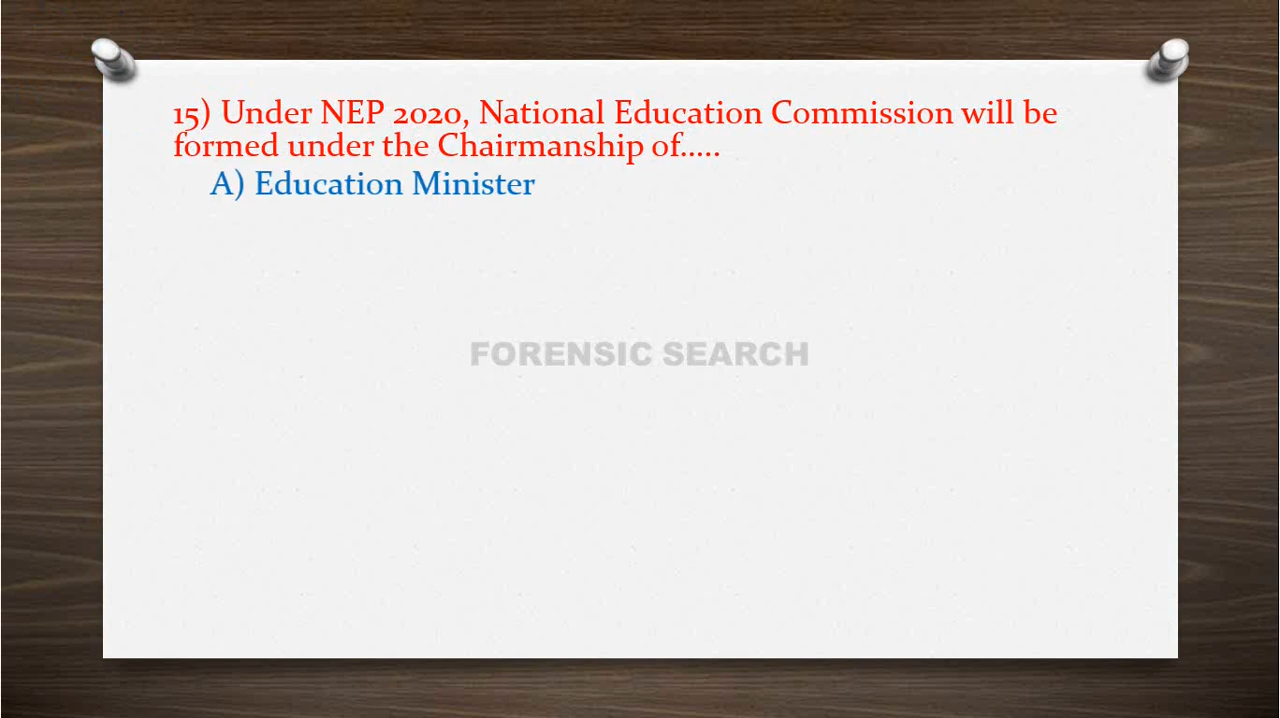 15) Under NEP 2020, National Education Commission will be
formed under the Chairmanship of.....
A) Education Minister
FORENSIC SEARCH